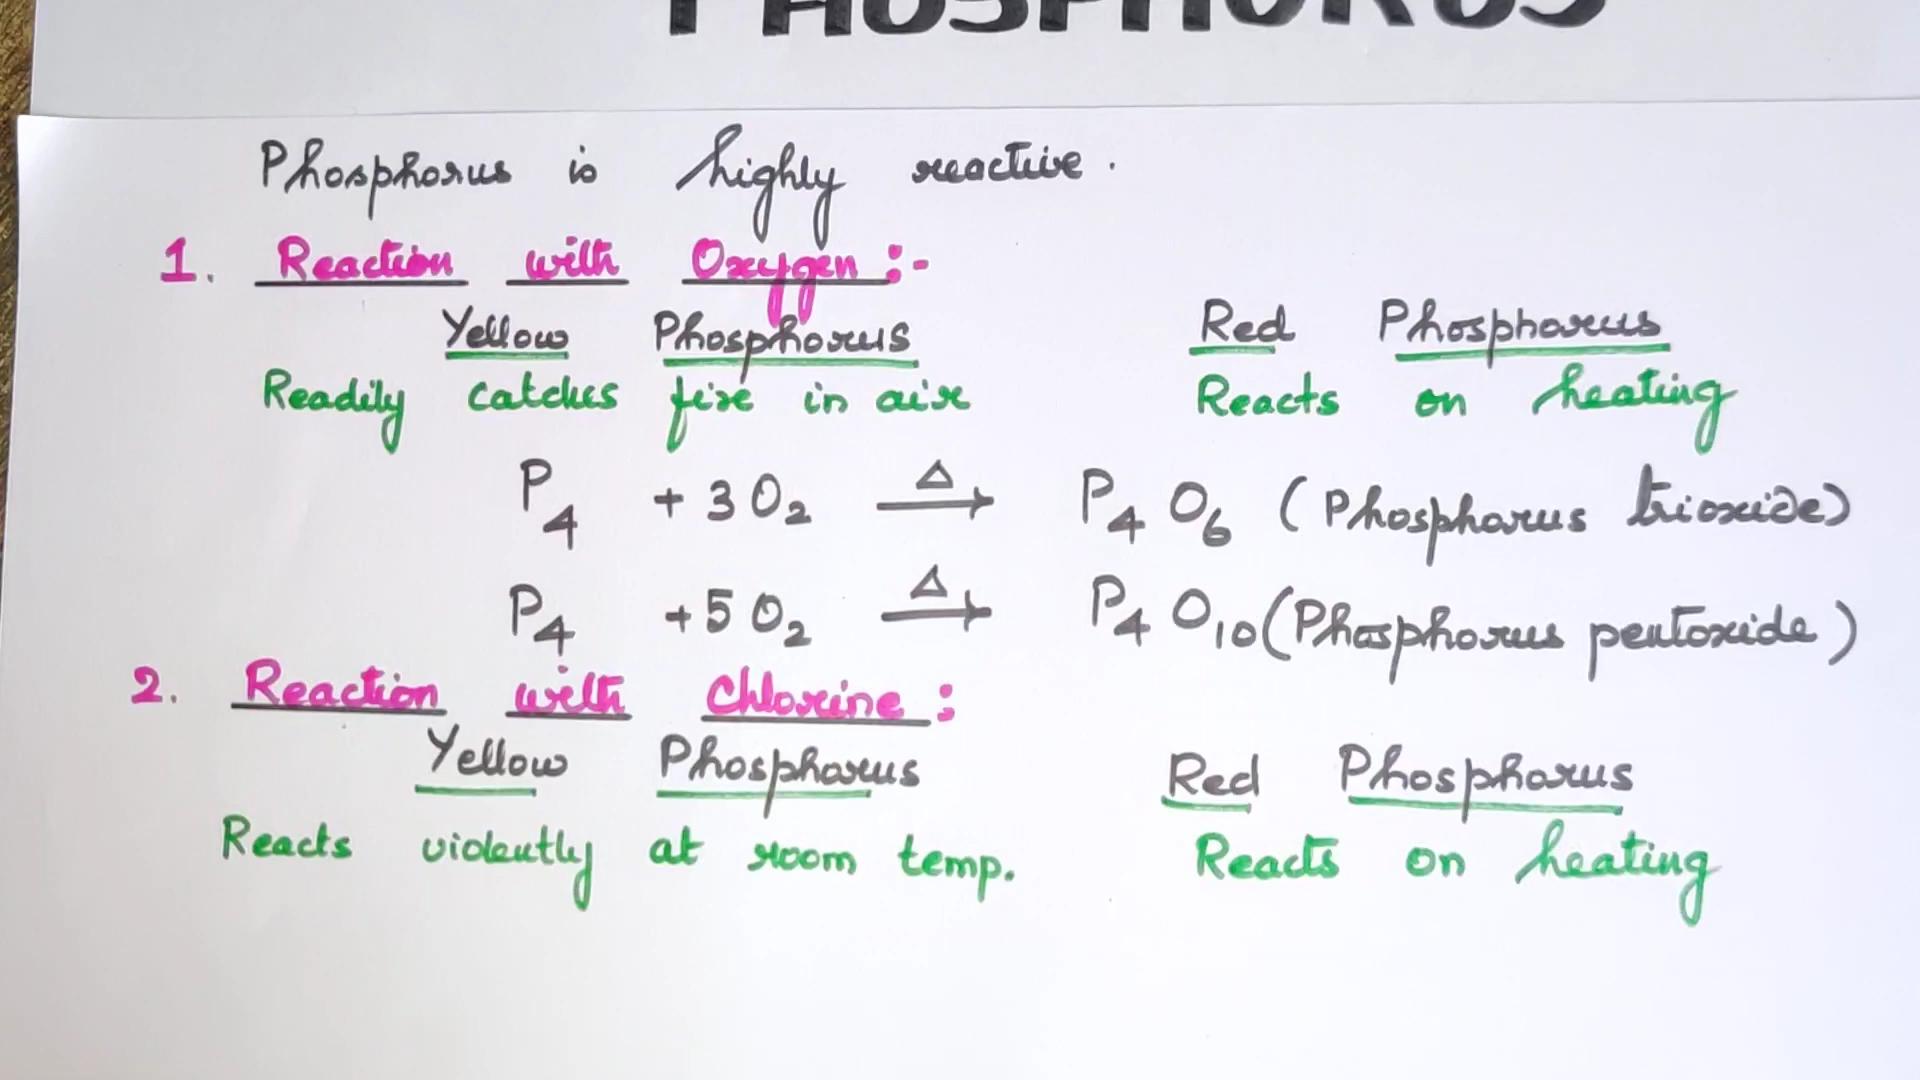 PHOSPHORUS
Phosphorus is highly reactive.
1. Reaction with Oxygen :-
Yellow Phosphorus Red Phosphorus
Readily catches fire in air Reacts on heating
P₄ + 3O₂ —Δ→ P₄O₆ (Phosphorus trioxide)
P₄ + 5O₂ —Δ→ P₄O₁₀ (Phosphorus pentoxide)
2. Reaction with Chlorine :
Yellow Phosphorus Red Phosphorus
Reacts violently at room temp. Reacts on heating